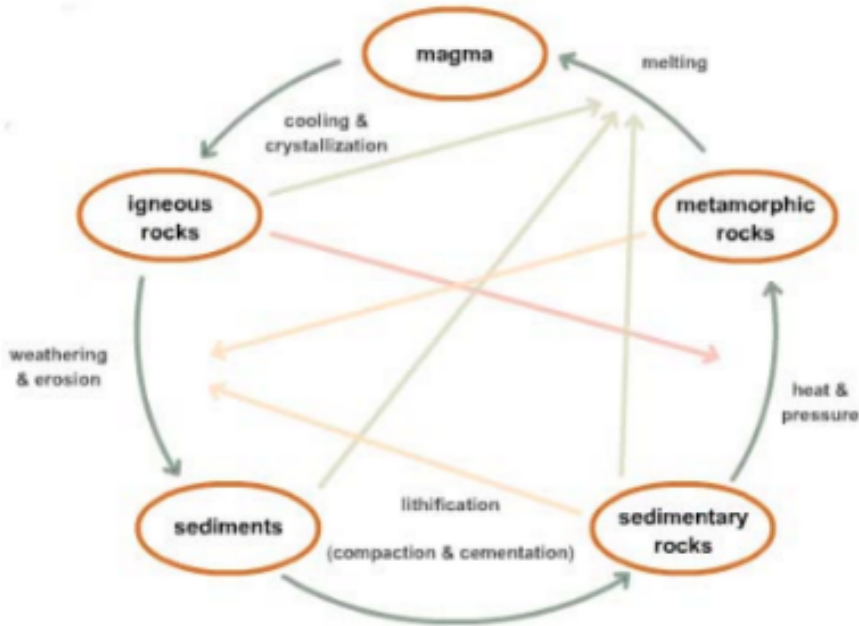 magma
melting
cooling &
crystallization
igneous
rocks
metamorphic
rocks
weathering
& erosion
heat &
pressure
lithification
sediments
sedimentary
rocks
(compaction & cementation)